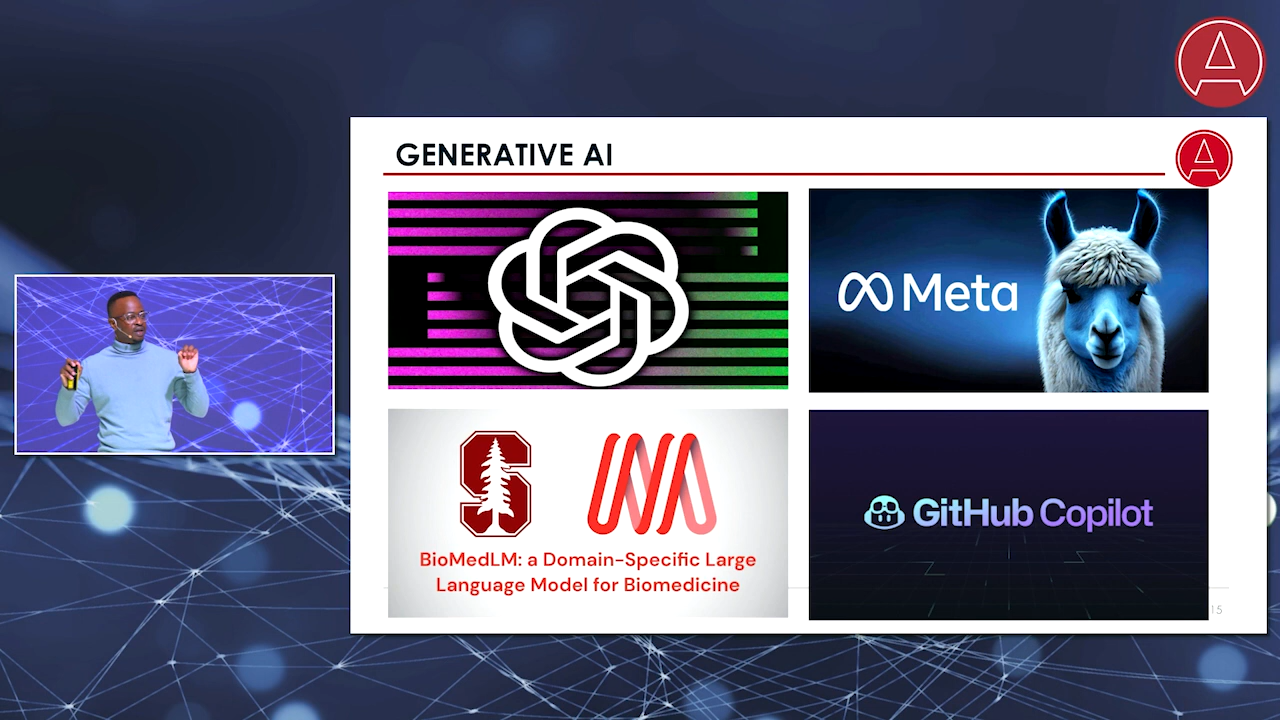 GENERATIVE AI
Meta
BioMedLM: a Domain-Specific Large
Language Model for Biomedicine
GitHub Copilot
15